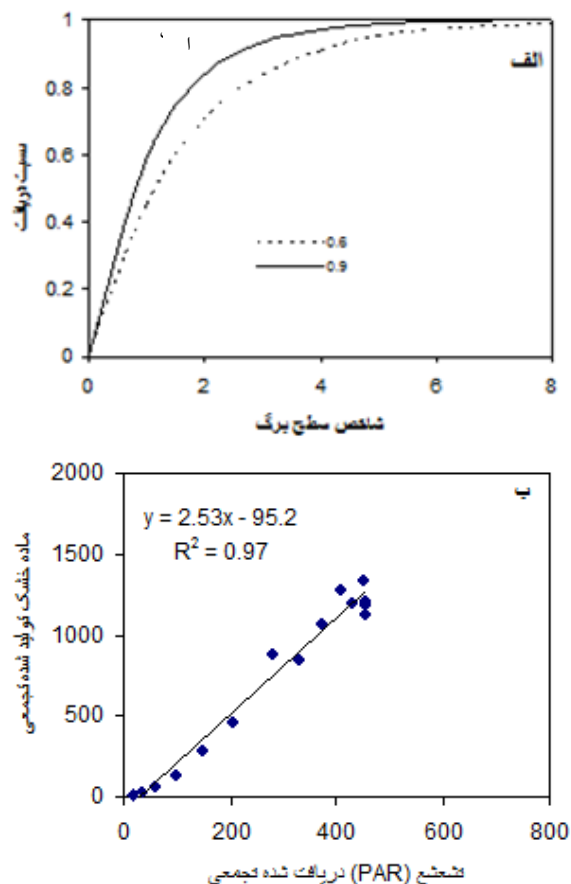 الف
1
0.8
0.6
0.4
0.2
0
نسبت دریافت
0.6
0.9
0 2 4 6 8
شاخص سطح برگ
ب
2000
1500
1000
500
0
ماده خشک تولید شده تجمعی
y = 2.53x - 95.2
R² = 0.97
0 200 400 600 800
تشعشع (PAR) دریافت شده تجمعی